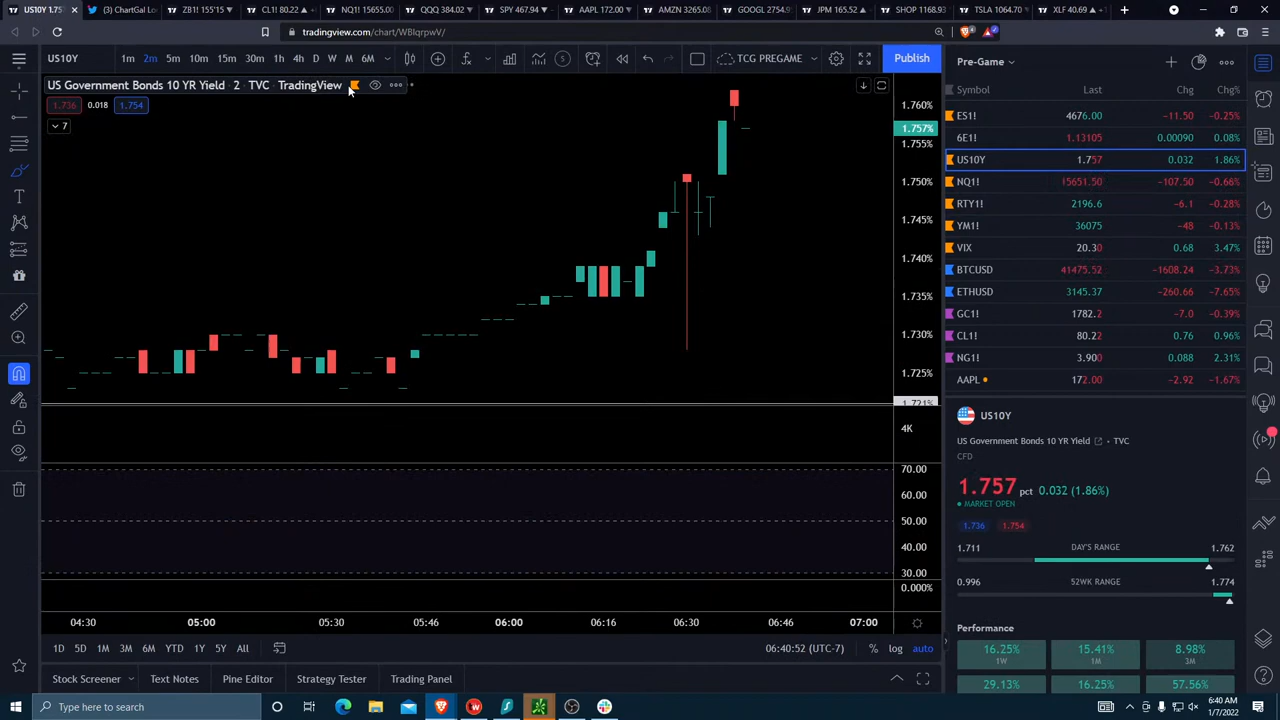 US10Y 1.75
ChartGal Lo
ZB1! 155'15
CL1! 80.22
NQ1! 15655.00
QQQ 384.02
SPY 467.94
AAPL 172.00
AMZN 3265.08
GOOGL 2754.9
JPM 165.52
SHOP 1168.93
TSLA 1064.70
XLF 40.69
tradingview.com/chart/WBIqrpwV/
US10Y
1m 2m 5m 10m 15m 30m 1h 4h D W M 6M
TCG PREGAME
Publish
US Government Bonds 10 YR Yield · 2 · TVC TradingView
1.736 0.018 1.754
7
1.760%
1.757%
1.755%
1.750%
1.745%
1.740%
1.735%
1.730%
1.725%
1.721%
4K
70.00
60.00
50.00
40.00
30.00
0.000%
04:30 05:00 05:30 05:46 06:00 06:16 06:30 06:46 07:00
1D 5D 1M 3M 6M YTD 1Y 5Y All
06:40:52 (UTC-7) % log auto
Stock Screener Text Notes Pine Editor Strategy Tester Trading Panel
Pre-Game
Symbol Last Chg Chg%
ES1! 4676.00 -11.50 -0.25%
6E1! 1.13105 0.00090 0.08%
US10Y 1.757 0.032 1.86%
NQ1! 15651.50 -107.50 -0.68%
RTY1! 2196.6 -6.1 -0.28%
YM1! 36075 -48 -0.13%
VIX 20.30 0.68 3.47%
BTCUSD 41475.52 -1608.24 -3.73%
ETHUSD 3145.37 -260.66 -7.65%
GC1! 1782.2 -7.0 -0.39%
CL1! 80.22 0.76 0.96%
NG1! 3.900 0.088 2.31%
AAPL 172.00 -2.92 -1.67%
US10Y
US Government Bonds 10 YR Yield • TVC
CFD
1.757 pct 0.032 (1.86%)
MARKET OPEN
1.736 1.754
1.711 DAY'S RANGE 1.762
0.996 52WK RANGE 1.774
Performance
16.25% 15.41% 8.98%
1W 1M 3M
29.13% 16.25% 57.56%
Type here to search
6:40 AM
1/7/2022